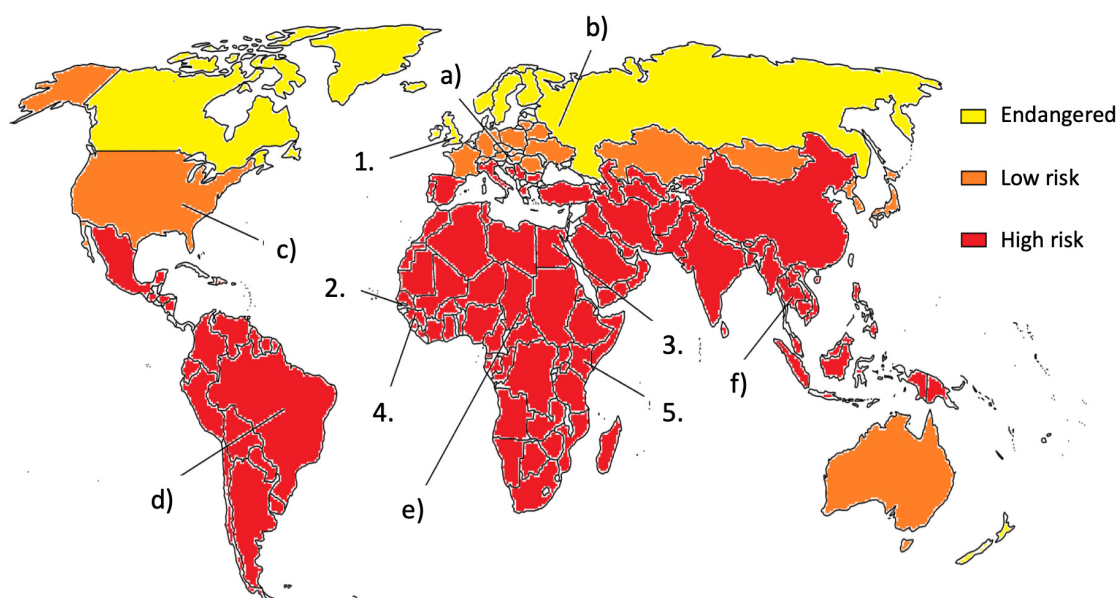 b)
a)
Endangered
1.
Low risk
c)
High risk
2.
3.
f)
4.
5.
d)
e)